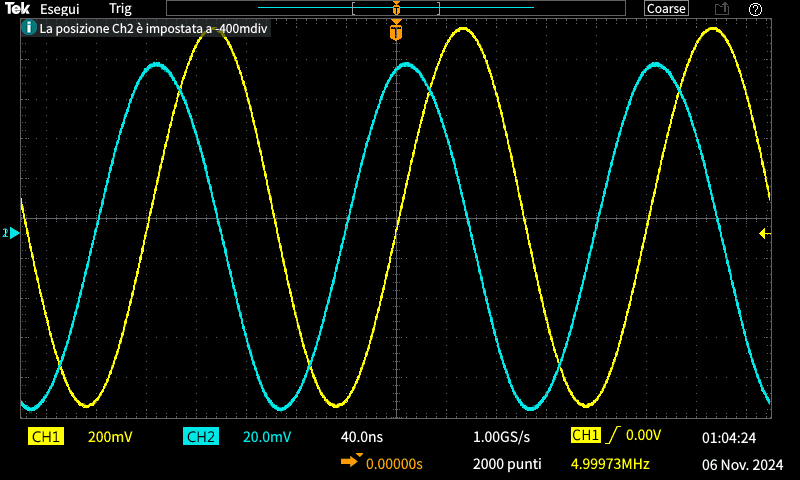 Tek Esegui Trig T Coarse
i La posizione Ch2 è impostata a -400mdiv
T
2
CH1 200mV CH2 20.0mV 40.0ns 1.00GS/s CH1 0.00V 01:04:24
0.00000s 2000 punti 4.99973MHz 06 Nov. 2024